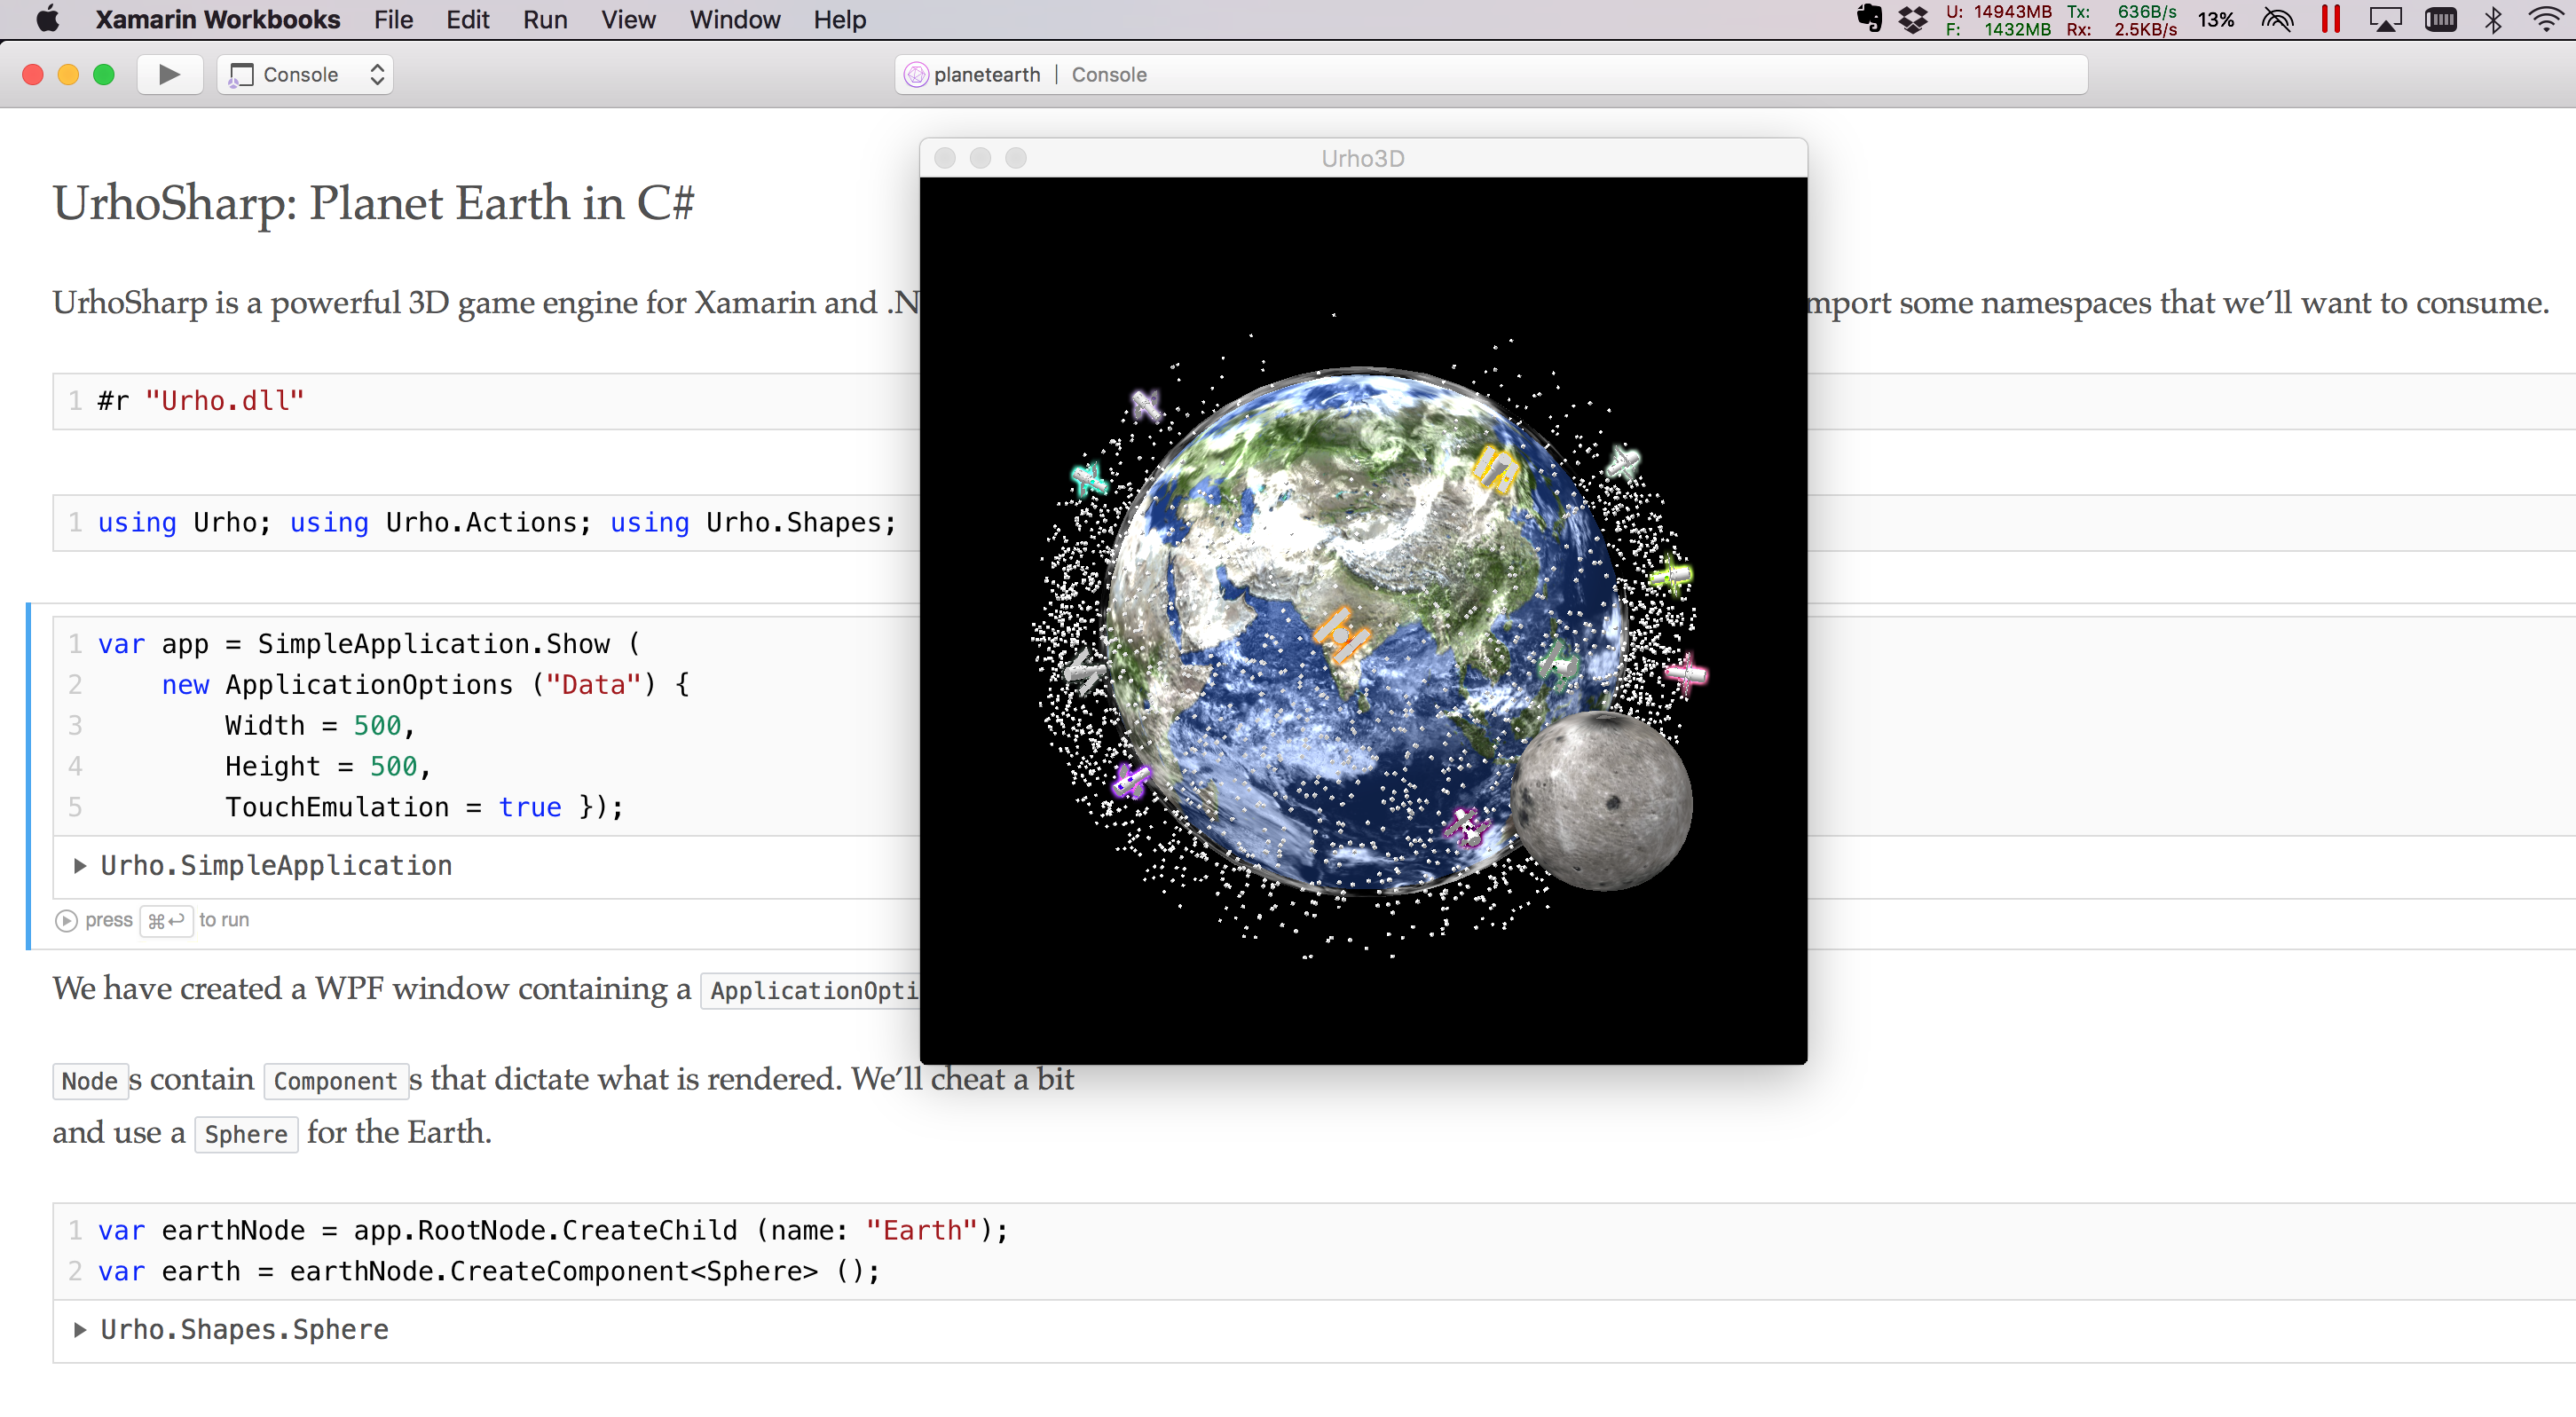 Xamarin Workbooks File Edit Run View Window Help
U: 14943MB Tx: 636B/s 13%
F: 1432MB Rx: 2.5KB/s
Console
planetearth | Console
Urho3D
UrhoSharp: Planet Earth in C#
UrhoSharp is a powerful 3D game engine for Xamarin and .N
mport some namespaces that we’ll want to consume.
1 #r "Urho.dll"
1 using Urho; using Urho.Actions; using Urho.Shapes;
1 var app = SimpleApplication.Show (
2 new ApplicationOptions ("Data") {
3 Width = 500,
4 Height = 500,
5 TouchEmulation = true });
Urho.SimpleApplication
press ⌘↩ to run
We have created a WPF window containing a ApplicationOpti
Nodes contain Components that dictate what is rendered. We’ll cheat a bit
and use a Sphere for the Earth.
1 var earthNode = app.RootNode.CreateChild (name: "Earth");
2 var earth = earthNode.CreateComponent<Sphere> ();
Urho.Shapes.Sphere